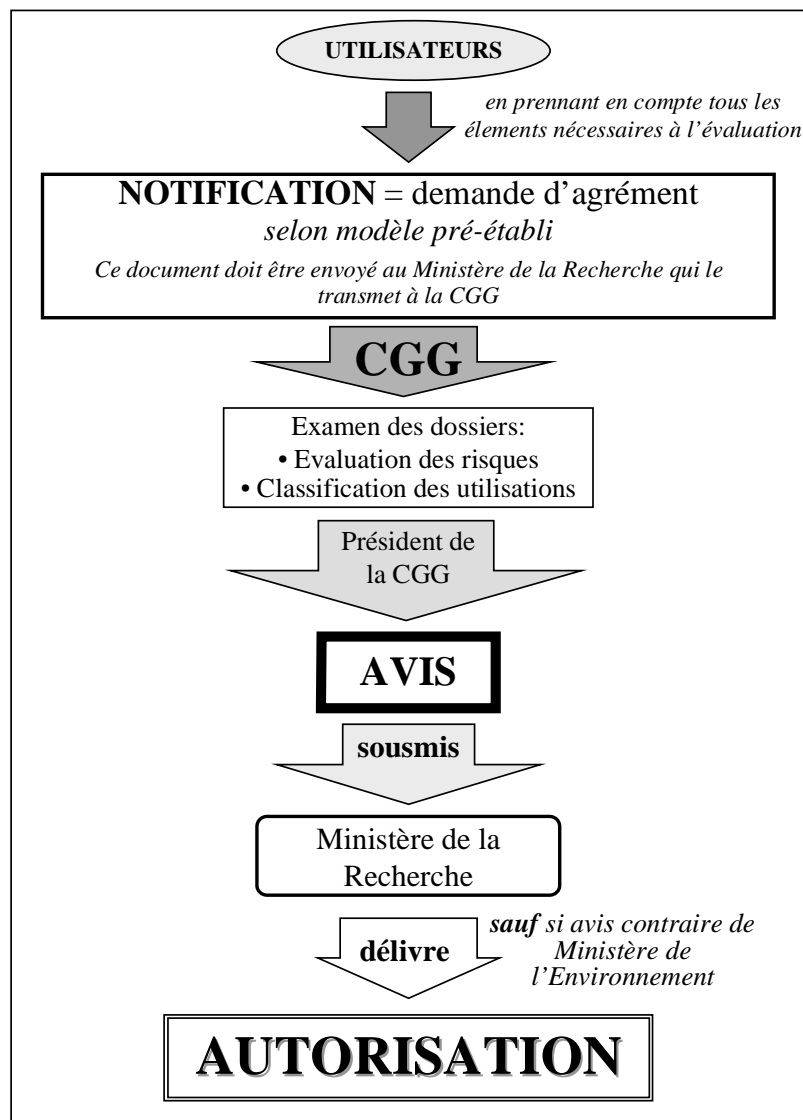 UTILISATEURS
en prennant en compte tous les
élements nécessaires à l'évaluation
NOTIFICATION = demande d'agrément
selon modèle pré-établi
Ce document doit être envoyé au Ministère de la Recherche qui le
transmet à la CGG
CGG
Examen des dossiers:
• Evaluation des risques
• Classification des utilisations
Président de
la CGG
AVIS
sousmis
Ministère de la
Recherche
délivre
sauf si avis contraire de
Ministère de
l'Environnement
AUTORISATION